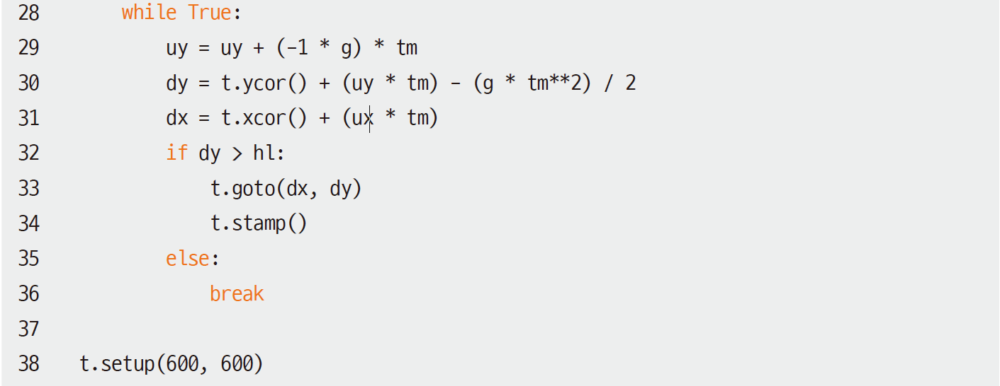 28 while True:
29 uy = uy + (-1 * g) * tm
30 dy = t.ycor() + (uy * tm) - (g * tm**2) / 2
31 dx = t.xcor() + (ux * tm)
32 if dy > hl:
33 t.goto(dx, dy)
34 t.stamp()
35 else:
36 break
37
38 t.setup(600, 600)